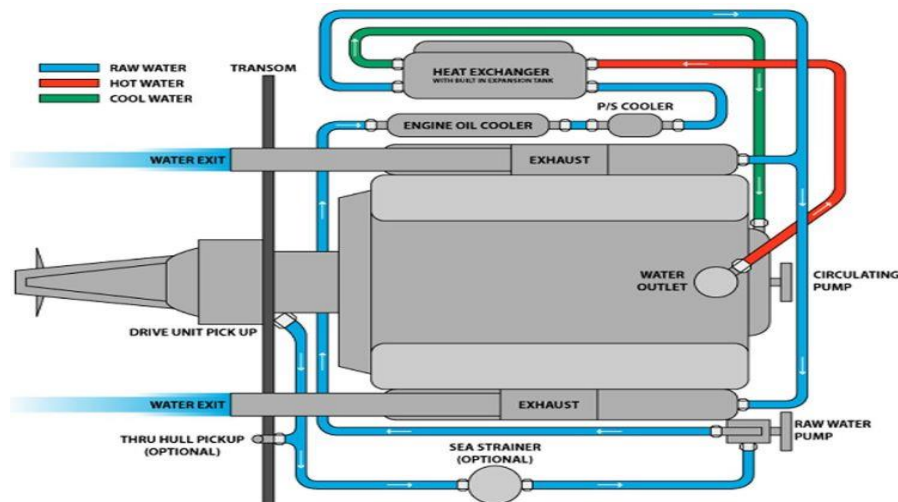 RAW WATER
HOT WATER
COOL WATER
TRANSOM
HEAT EXCHANGER
WITH BUILT IN EXPANSION TANK
P/S COOLER
ENGINE OIL COOLER
WATER EXIT
EXHAUST
WATER
OUTLET
CIRCULATING
PUMP
DRIVE UNIT PICK UP
WATER EXIT
EXHAUST
THRU HULL PICKUP
(OPTIONAL)
SEA STRAINER
(OPTIONAL)
RAW WATER
PUMP